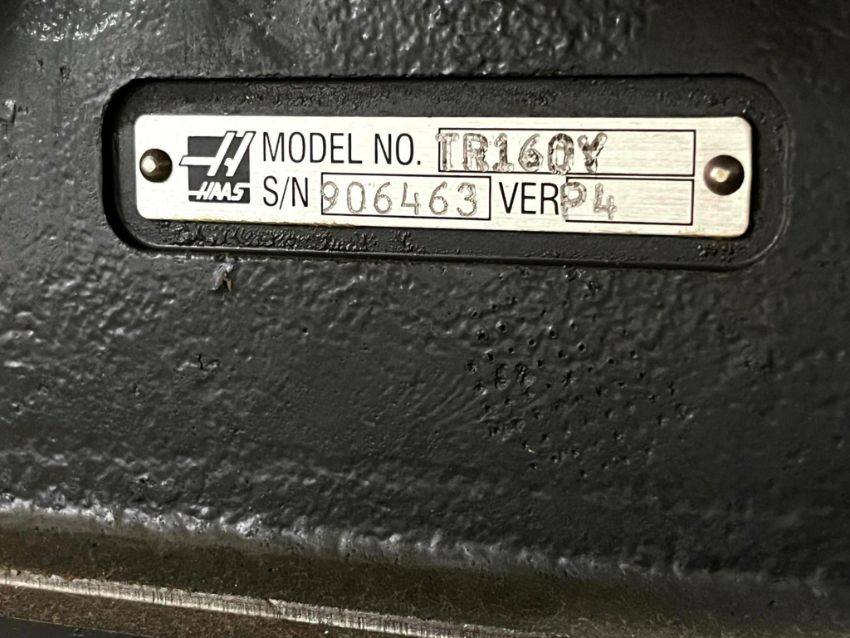 HAAS
MODEL NO. TR160Y
S/N 906463 VER P4